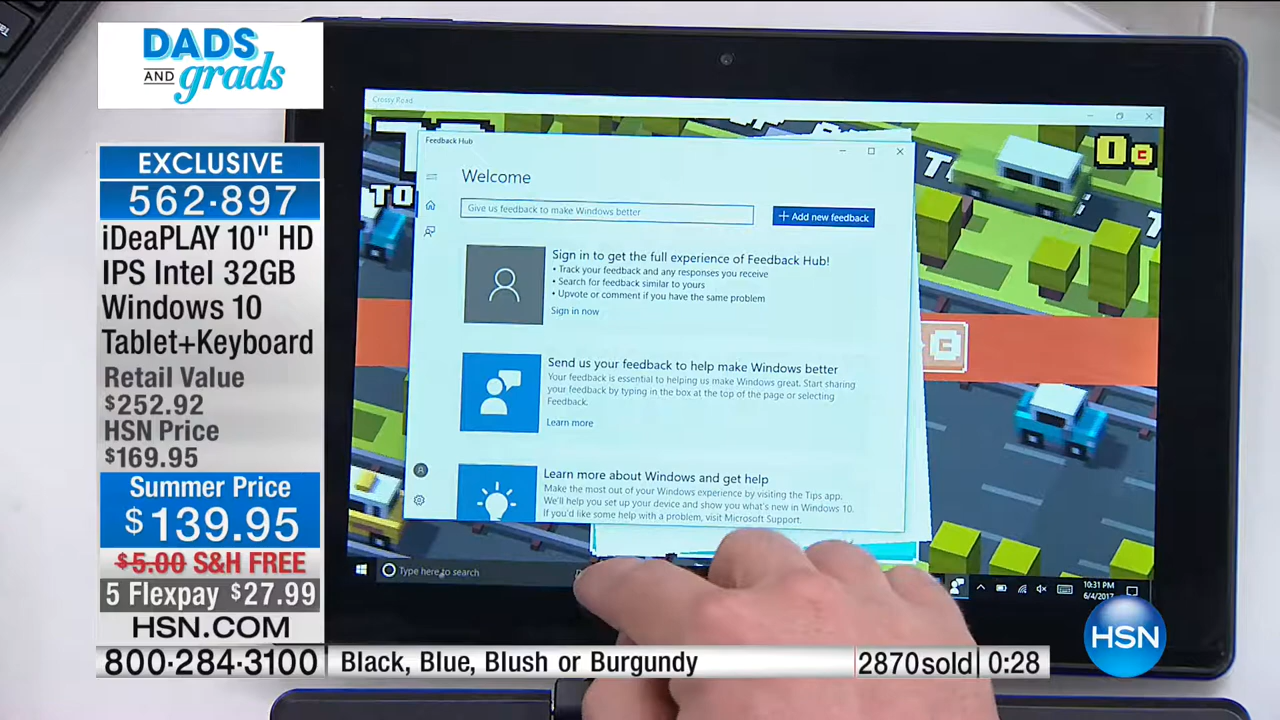 DADS
AND
grads
EXCLUSIVE
562-897
iDeaPLAY 10" HD
IPS Intel 32GB
Windows 10
Tablet+Keyboard
Retail Value
$252.92
HSN Price
$169.95
Summer Price
$139.95
$5.00 S&H FREE
5 Flexpay $27.99
HSN.COM
800-284-3100
Black, Blue, Blush or Burgundy
2870 sold
0:28
HSN
Crossy Road
Feedback Hub
Welcome
Give us feedback to make Windows better
+ Add new feedback
Sign in to get the full experience of Feedback Hub!
• Track your feedback and any responses you receive
• Search for feedback similar to yours
• Upvote or comment if you have the same problem
Sign in now
Send us your feedback to help make Windows better
Your feedback is essential to helping us make Windows great. Start sharing
your feedback by typing in the box at the top of the page or selecting
Feedback.
Learn more
Learn more about Windows and get help
Make the most out of your Windows experience by visiting the Tips app.
We'll help you set up your device and show you what's new in Windows 10.
If you'd like some help with a problem, visit Microsoft Support.
Type here to search
10:31 PM
6/4/2017